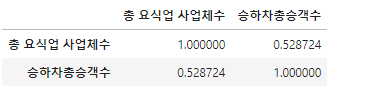 총 요식업 사업체수 승하차총승객수
총 요식업 사업체수 1.000000 0.528724
승하차총승객수 0.528724 1.000000